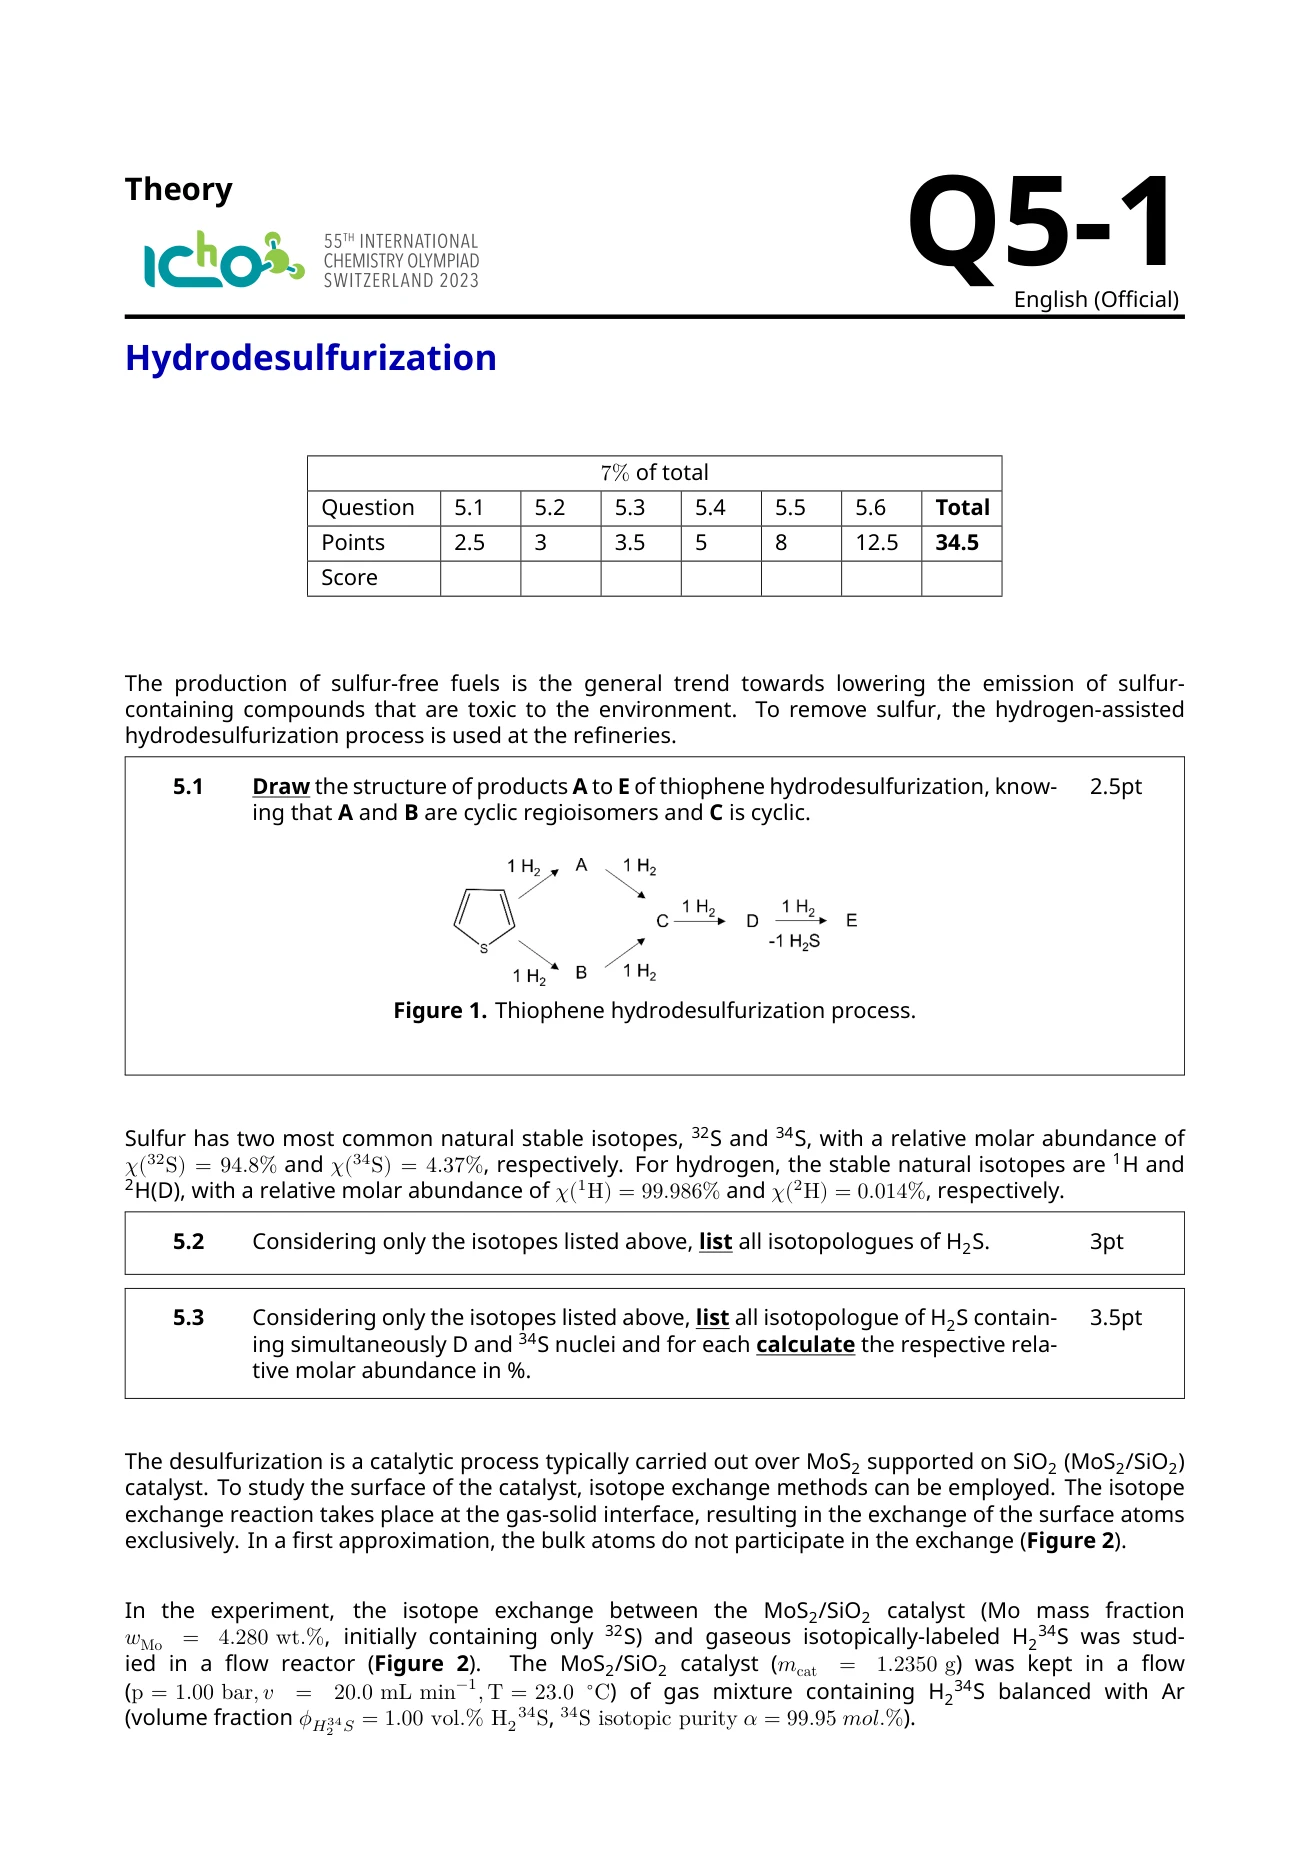 Theory
Q5-1
IChO
55TH INTERNATIONAL
CHEMISTRY OLYMPIAD
SWITZERLAND 2023
English (Official)
Hydrodesulfurization
7% of total
Question 5.1 5.2 5.3 5.4 5.5 5.6 Total
Points 2.5 3 3.5 5 8 12.5 34.5
Score
The production of sulfur-free fuels is the general trend towards lowering the emission of sulfur-
containing compounds that are toxic to the environment. To remove sulfur, the hydrogen-assisted
hydrodesulfurization process is used at the refineries.
5.1 Draw the structure of products A to E of thiophene hydrodesulfurization, know- 2.5pt
ing that A and B are cyclic regioisomers and C is cyclic.
1 H₂ A 1 H₂
C 1 H₂ D 1 H₂ E
-1 H₂S
S
1 H₂ B 1 H₂
Figure 1. Thiophene hydrodesulfurization process.
Sulfur has two most common natural stable isotopes, ³²S and ³⁴S, with a relative molar abundance of
χ(³²S) = 94.8% and χ(³⁴S) = 4.37%, respectively. For hydrogen, the stable natural isotopes are ¹H and
²H(D), with a relative molar abundance of χ(¹H) = 99.986% and χ(²H) = 0.014%, respectively.
5.2 Considering only the isotopes listed above, list all isotopologues of H₂S. 3pt
5.3 Considering only the isotopes listed above, list all isotopologue of H₂S contain- 3.5pt
ing simultaneously D and ³⁴S nuclei and for each calculate the respective rela-
tive molar abundance in %.
The desulfurization is a catalytic process typically carried out over MoS₂ supported on SiO₂ (MoS₂/SiO₂)
catalyst. To study the surface of the catalyst, isotope exchange methods can be employed. The isotope
exchange reaction takes place at the gas-solid interface, resulting in the exchange of the surface atoms
exclusively. In a first approximation, the bulk atoms do not participate in the exchange (Figure 2).
In the experiment, the isotope exchange between the MoS₂/SiO₂ catalyst (Mo mass fraction
w_Mo = 4.280 wt.%, initially containing only ³²S) and gaseous isotopically-labeled H₂³⁴S was stud-
ied in a flow reactor (Figure 2). The MoS₂/SiO₂ catalyst (m_cat = 1.2350 g) was kept in a flow
(p = 1.00 bar, v = 20.0 mL min⁻¹, T = 23.0 °C) of gas mixture containing H₂³⁴S balanced with Ar
(volume fraction ϕ_H₂³⁴S = 1.00 vol.% H₂³⁴S, ³⁴S isotopic purity α = 99.95 mol.%).